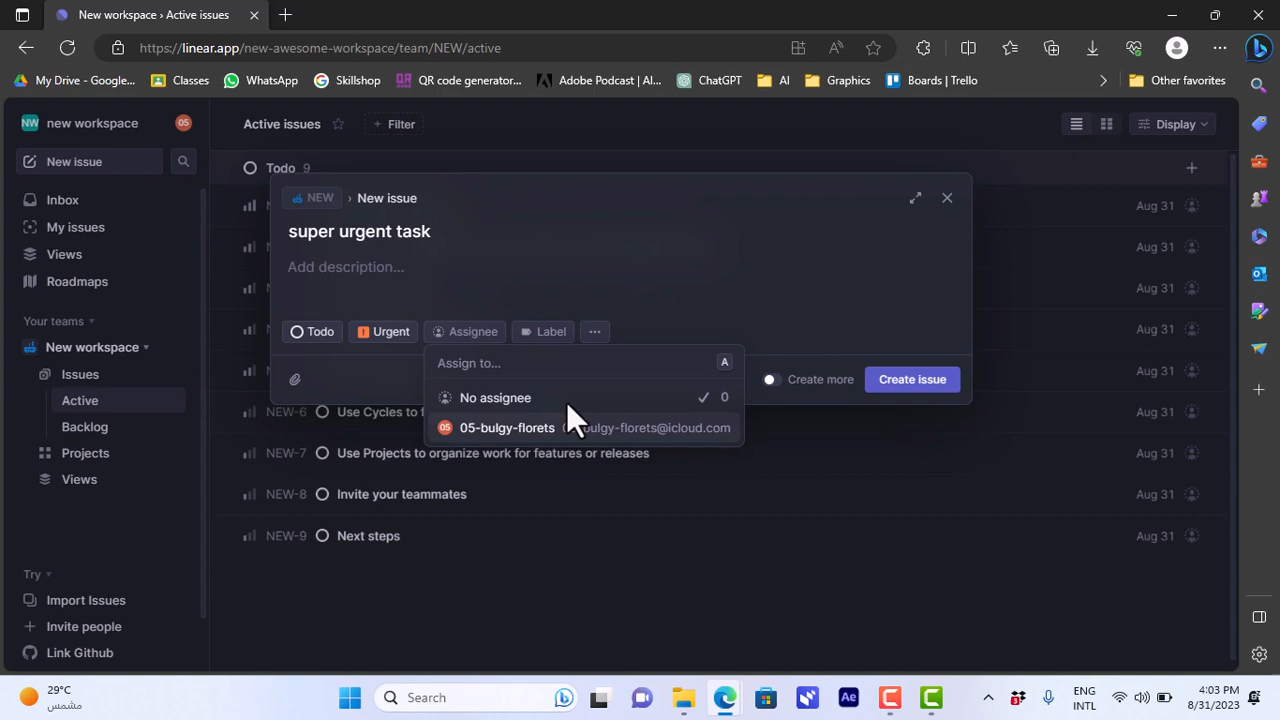 New workspace › Active issues
https://linear.app/new-awesome-workspace/team/NEW/active
My Drive - Google...
Classes
WhatsApp
Skillshop
QR code generator...
Adobe Podcast | AI...
ChatGPT
AI
Graphics
Boards | Trello
Other favorites
NW new workspace 05
New issue
Inbox
My issues
Views
Roadmaps
Your teams
New workspace
Issues
Active
Backlog
Projects
Views
Try
Import Issues
Invite people
Link Github
Active issues
+ Filter
Display
Todo 9
NEW › New issue
super urgent task
Add description...
Todo
Urgent
Assignee
Label
Assign to... A
No assignee 0
05 05-bulgy-florets bulgy-florets@icloud.com
Create more
Create issue
Aug 31
Aug 31
Aug 31
Aug 31
Aug 31
NEW-6 Use Cycles to Aug 31
NEW-7 Use Projects to organize work for features or releases Aug 31
NEW-8 Invite your teammates Aug 31
NEW-9 Next steps Aug 31
29°C
مشمس
Search
Ae
ENG
INTL
4:03 PM
8/31/2023